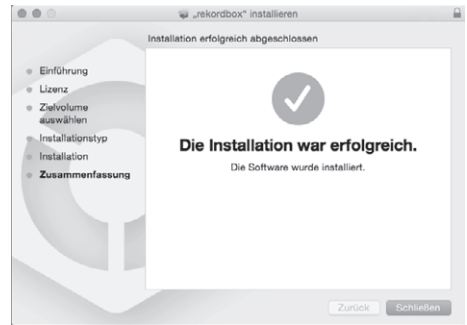 „rekordbox“ installieren
Installation erfolgreich abgeschlossen
Einführung
Lizenz
Zielvolume
auswählen
Installationstyp
Installation
Zusammenfassung
Die Installation war erfolgreich.
Die Software wurde installiert.
Zurück
Schließen